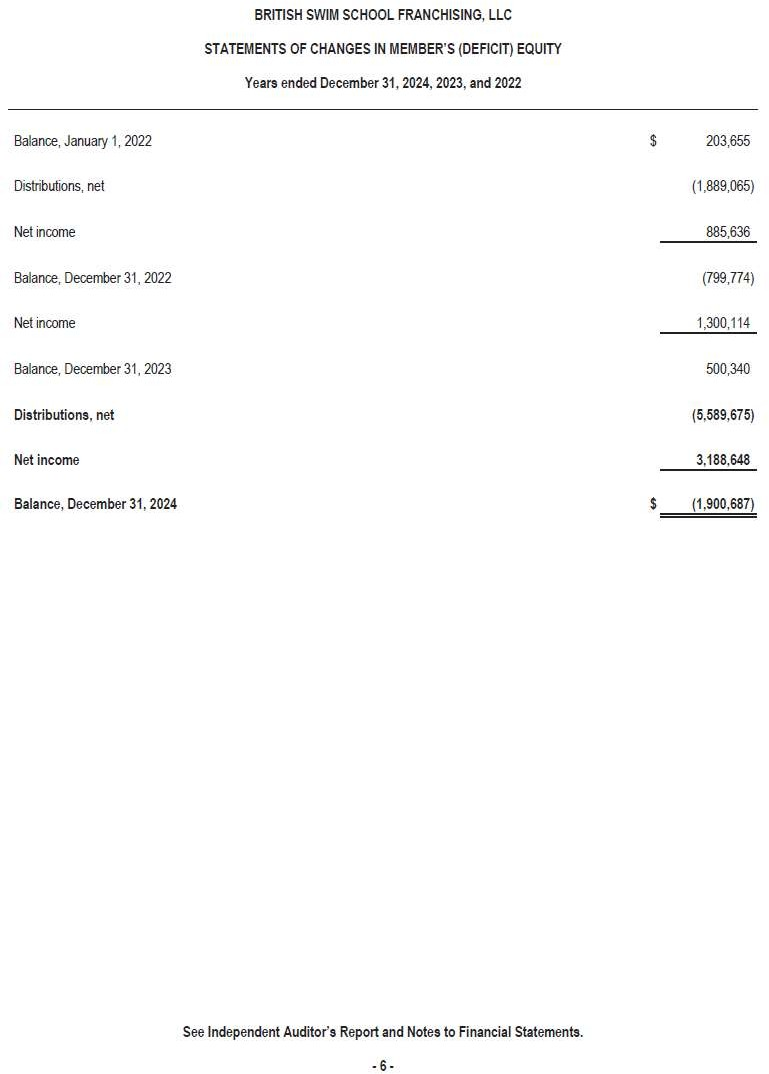 BRITISH SWIM SCHOOL FRANCHISING, LLC
STATEMENTS OF CHANGES IN MEMBER'S (DEFICIT) EQUITY
Years ended December 31, 2024, 2023, and 2022
Balance, January 1, 2022 $ 203,655
Distributions, net (1,889,065)
Net income 885,636
Balance, December 31, 2022 (799,774)
Net income 1,300,114
Balance, December 31, 2023 500,340
Distributions, net (5,589,675)
Net income 3,188,648
Balance, December 31, 2024 $ (1,900,687)
See Independent Auditor's Report and Notes to Financial Statements.
- 6 -